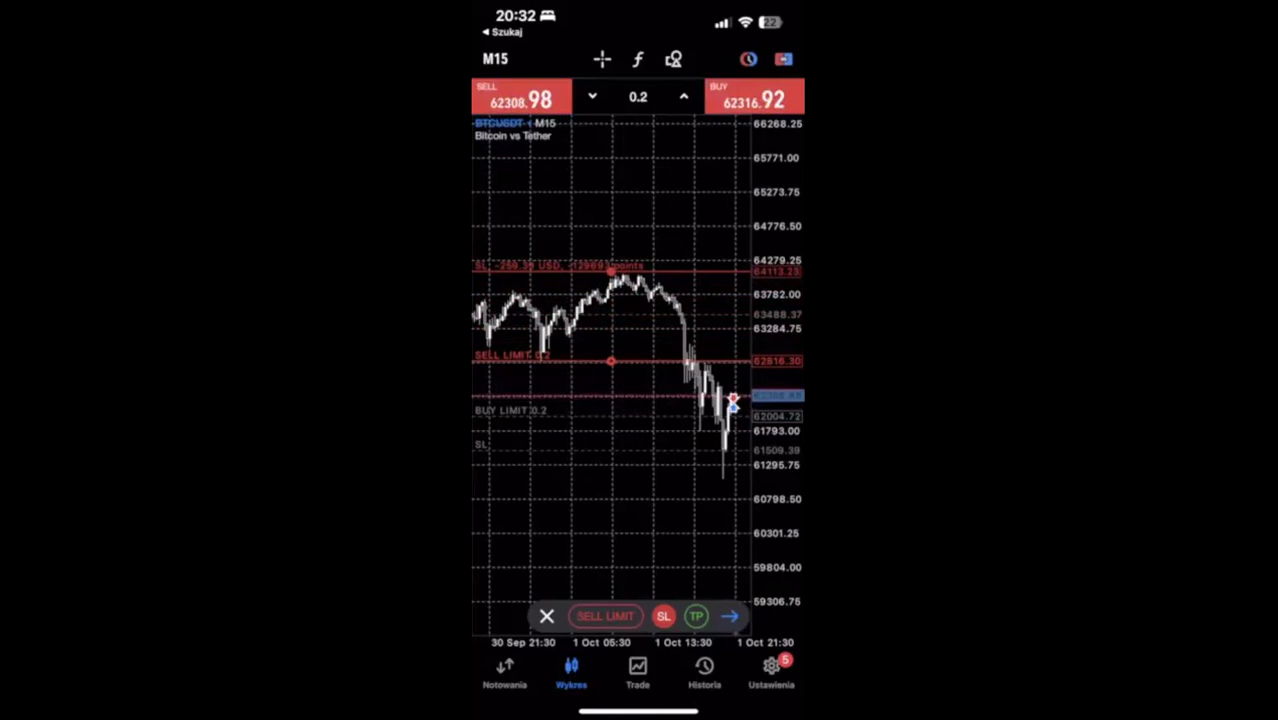 20:32
22
◀ Szukaj
M15
SELL
62308.98
0.2
BUY
62316.92
BTCUSDT · M15
Bitcoin vs Tether
66268.25
65771.00
65273.75
64776.50
64279.25
64113.23
63782.00
63488.37
63284.75
SELL LIMIT 0.2
62816.30
BUY LIMIT 0.2
62004.72
61793.00
SL
61509.39
61295.75
60798.50
60301.25
59804.00
59306.75
SELL LIMIT
SL
TP
30 Sep 21:30
1 Oct 05:30
1 Oct 13:30
1 Oct 21:30
5
Notowania
Wykres
Trade
Historia
Ustawienia